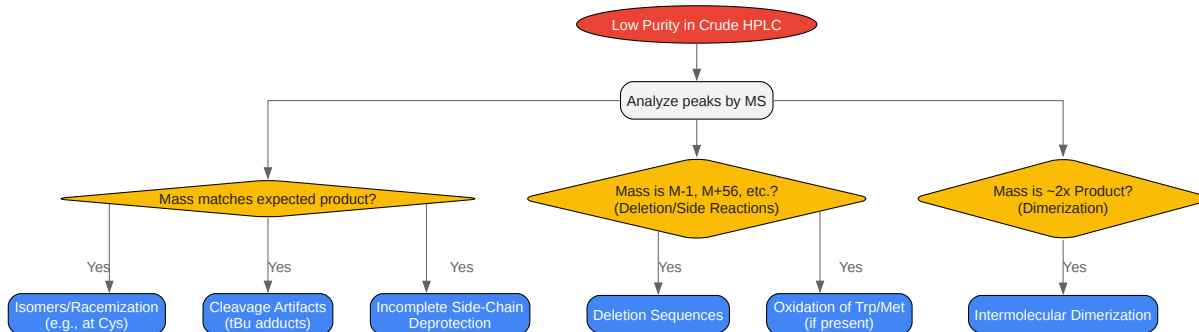 Low Purity in Crude HPLC
Analyze peaks by MS
Mass matches expected product?
Mass is M-1, M+56, etc.?
(Deletion/Side Reactions)
Mass is ~2x Product?
(Dimerization)
Yes
Yes
Yes
Yes
Yes
Yes
Isomers/Racemization
(e.g., at Cys)
Cleavage Artifacts
(tBu adducts)
Incomplete Side-Chain
Deprotection
Deletion Sequences
Oxidation of Trp/Met
(if present)
Intermolecular Dimerization